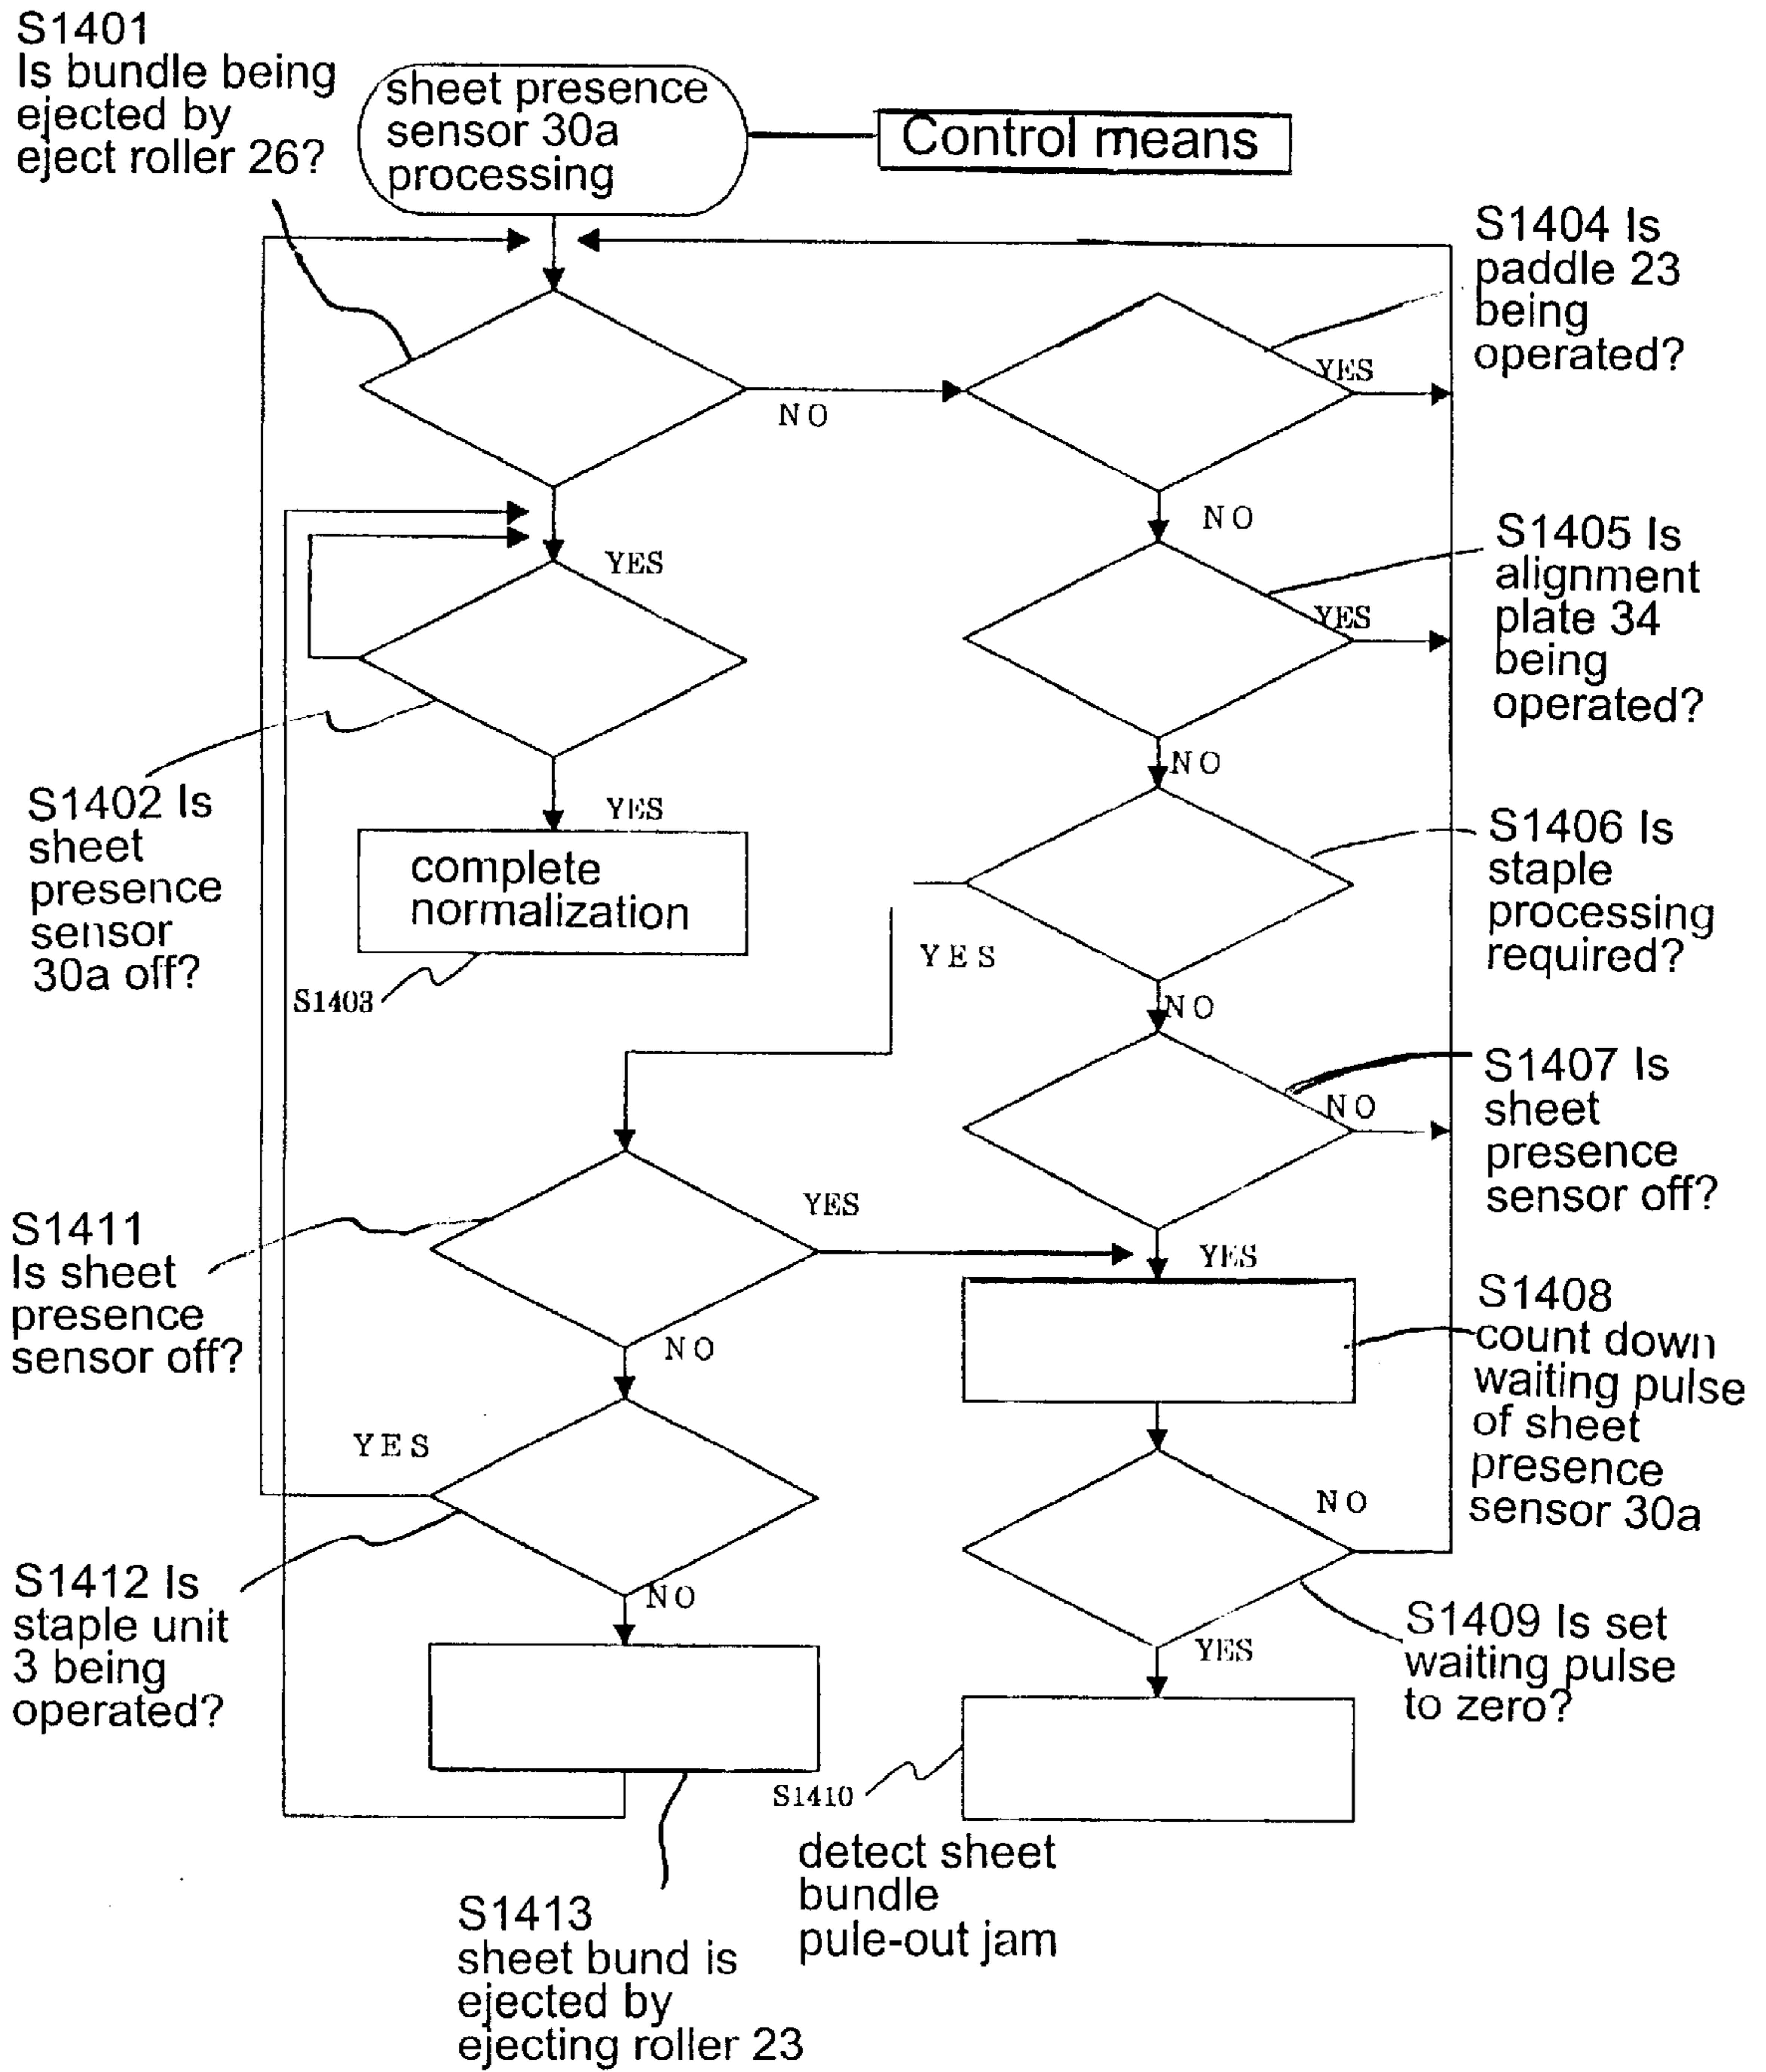 S1401
Is bundle being
ejected by
eject roller 26?
sheet presence
sensor 30a
processing
Control means
S1404 Is
paddle 23
being
operated?
YES
NO
NO
S1405 Is
alignment
plate 34
being
operated?
YES
YES
NO
S1402 Is
sheet
presence
sensor
30a off?
YES
complete
normalization
S1403
S1406 Is
staple
processing
required?
YES
NO
S1407 Is
sheet
presence
sensor off?
NO
S1411
Is sheet
presence
sensor off?
YES
YES
NO
S1408
count down
waiting pulse
of sheet
presence
sensor 30a
YES
NO
S1412 Is
staple unit
3 being
operated?
NO
S1409 Is set
waiting pulse
to zero?
YES
S1410
detect sheet
bundle
pule-out jam
S1413
sheet bund is
ejected by
ejecting roller 23